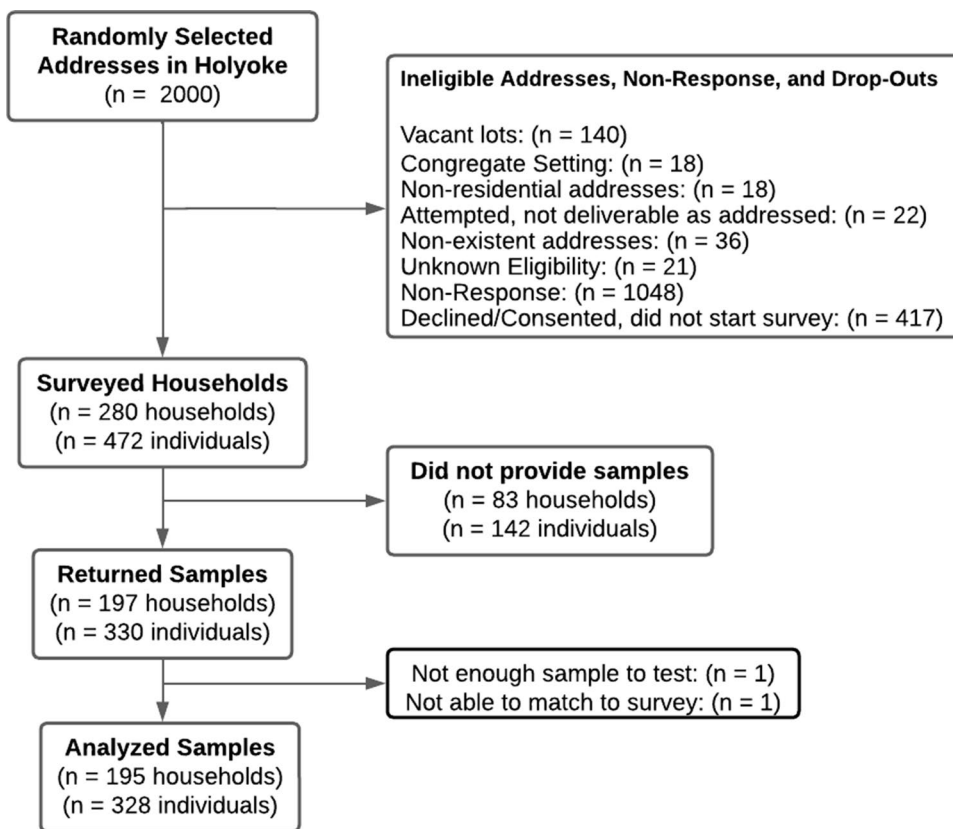 Randomly Selected
Addresses in Holyoke
(n = 2000)
Ineligible Addresses, Non-Response, and Drop-Outs
Vacant lots: (n = 140)
Congregate Setting: (n = 18)
Non-residential addresses: (n = 18)
Attempted, not deliverable as addressed: (n = 22)
Non-existent addresses: (n = 36)
Unknown Eligibility: (n = 21)
Non-Response: (n = 1048)
Declined/Consented, did not start survey: (n = 417)
Surveyed Households
(n = 280 households)
(n = 472 individuals)
Did not provide samples
(n = 83 households)
(n = 142 individuals)
Returned Samples
(n = 197 households)
(n = 330 individuals)
Not enough sample to test: (n = 1)
Not able to match to survey: (n = 1)
Analyzed Samples
(n = 195 households)
(n = 328 individuals)